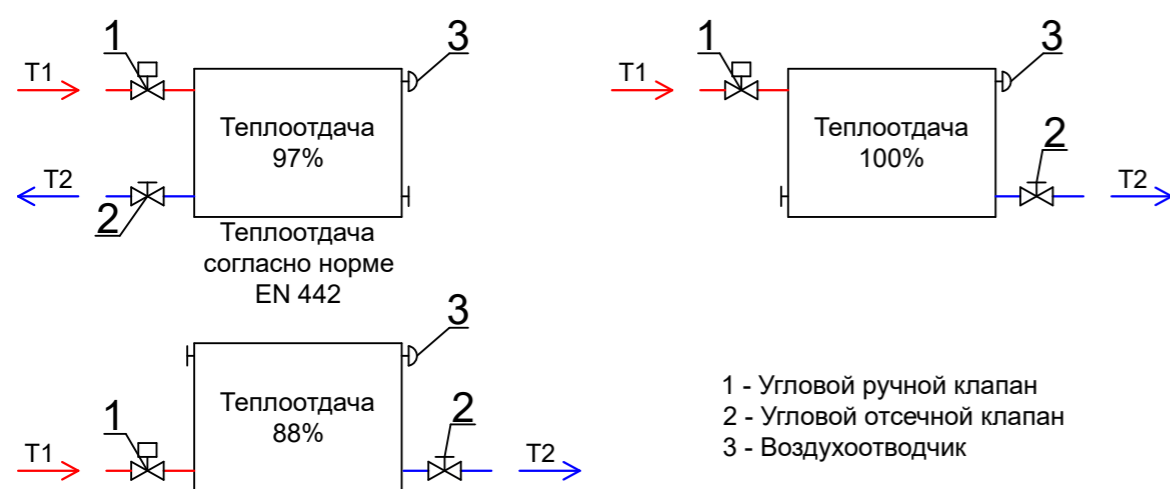 1
3
T1
Теплоотдача
97%
T2
2
Теплоотдача
согласно норме
EN 442
1
3
T1
Теплоотдача
100%
2
T2
3
1
Теплоотдача
88%
2
T1
T2
1 - Угловой ручной клапан
2 - Угловой отсечной клапан
3 - Воздухоотводчик